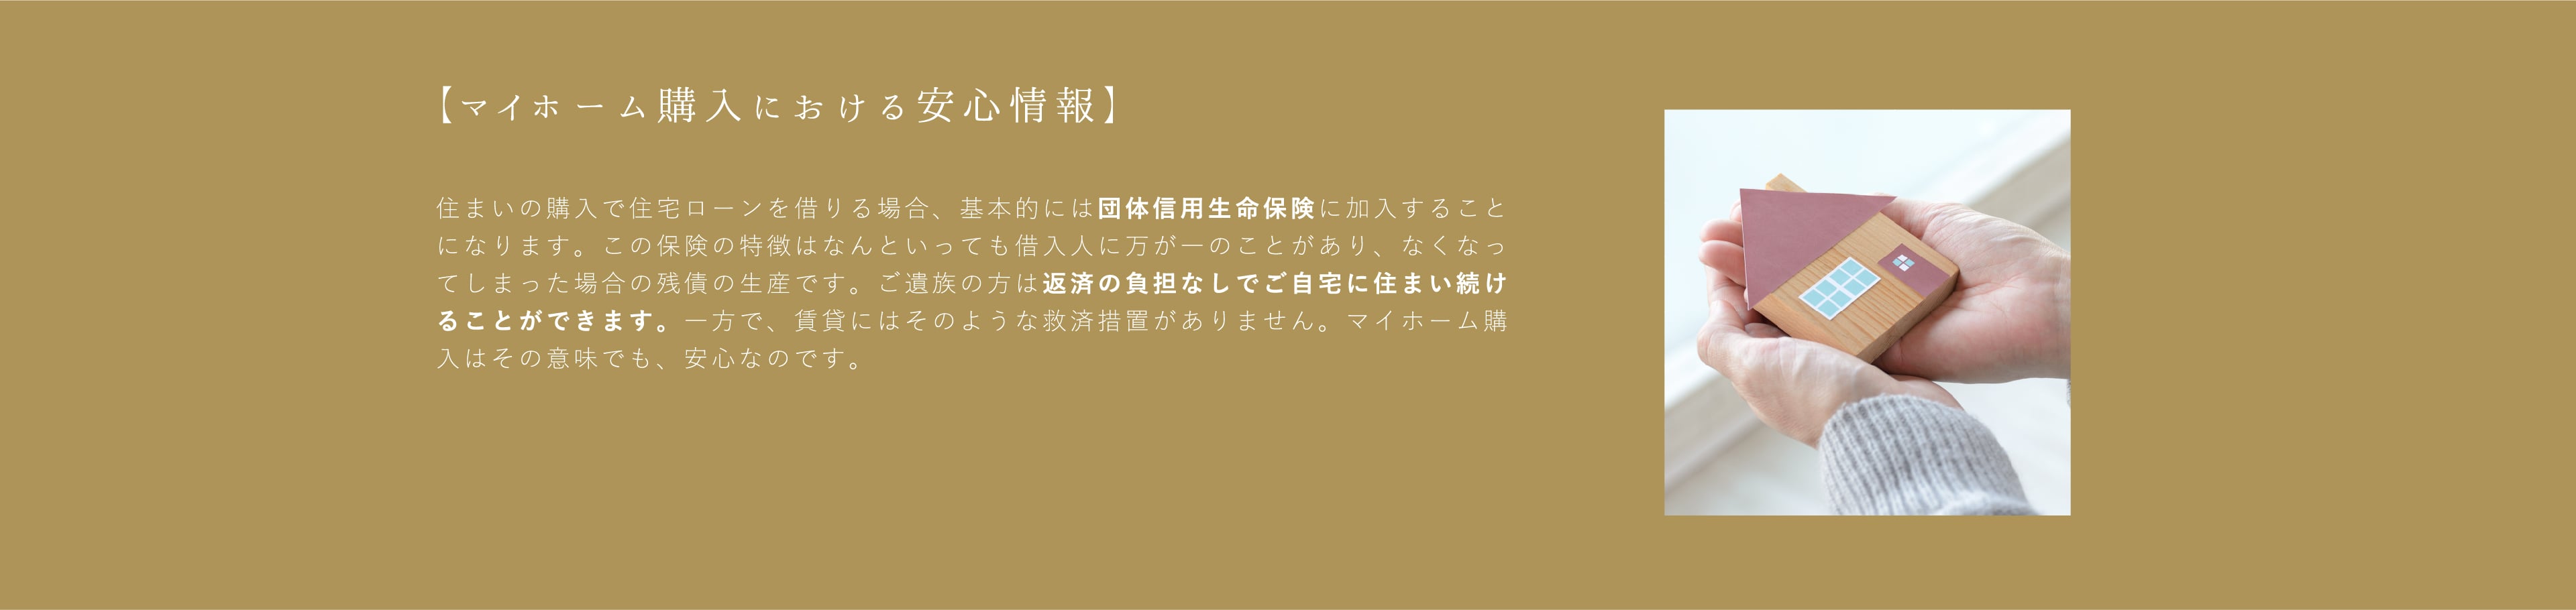 【マイホーム購入における安心情報】
住まいの購入で住宅ローンを借りる場合、基本的には団体信用生命保険に加入すること
になります。この保険の特徴はなんといっても借入人に万が一のことがあり、なくなっ
てしまった場合の残債の生産です。ご遺族の方は返済の負担なしでご自宅に住まい続け
ることができます。一方で、賃貸にはそのような救済措置がありません。マイホーム購
入はその意味でも、安心なのです。